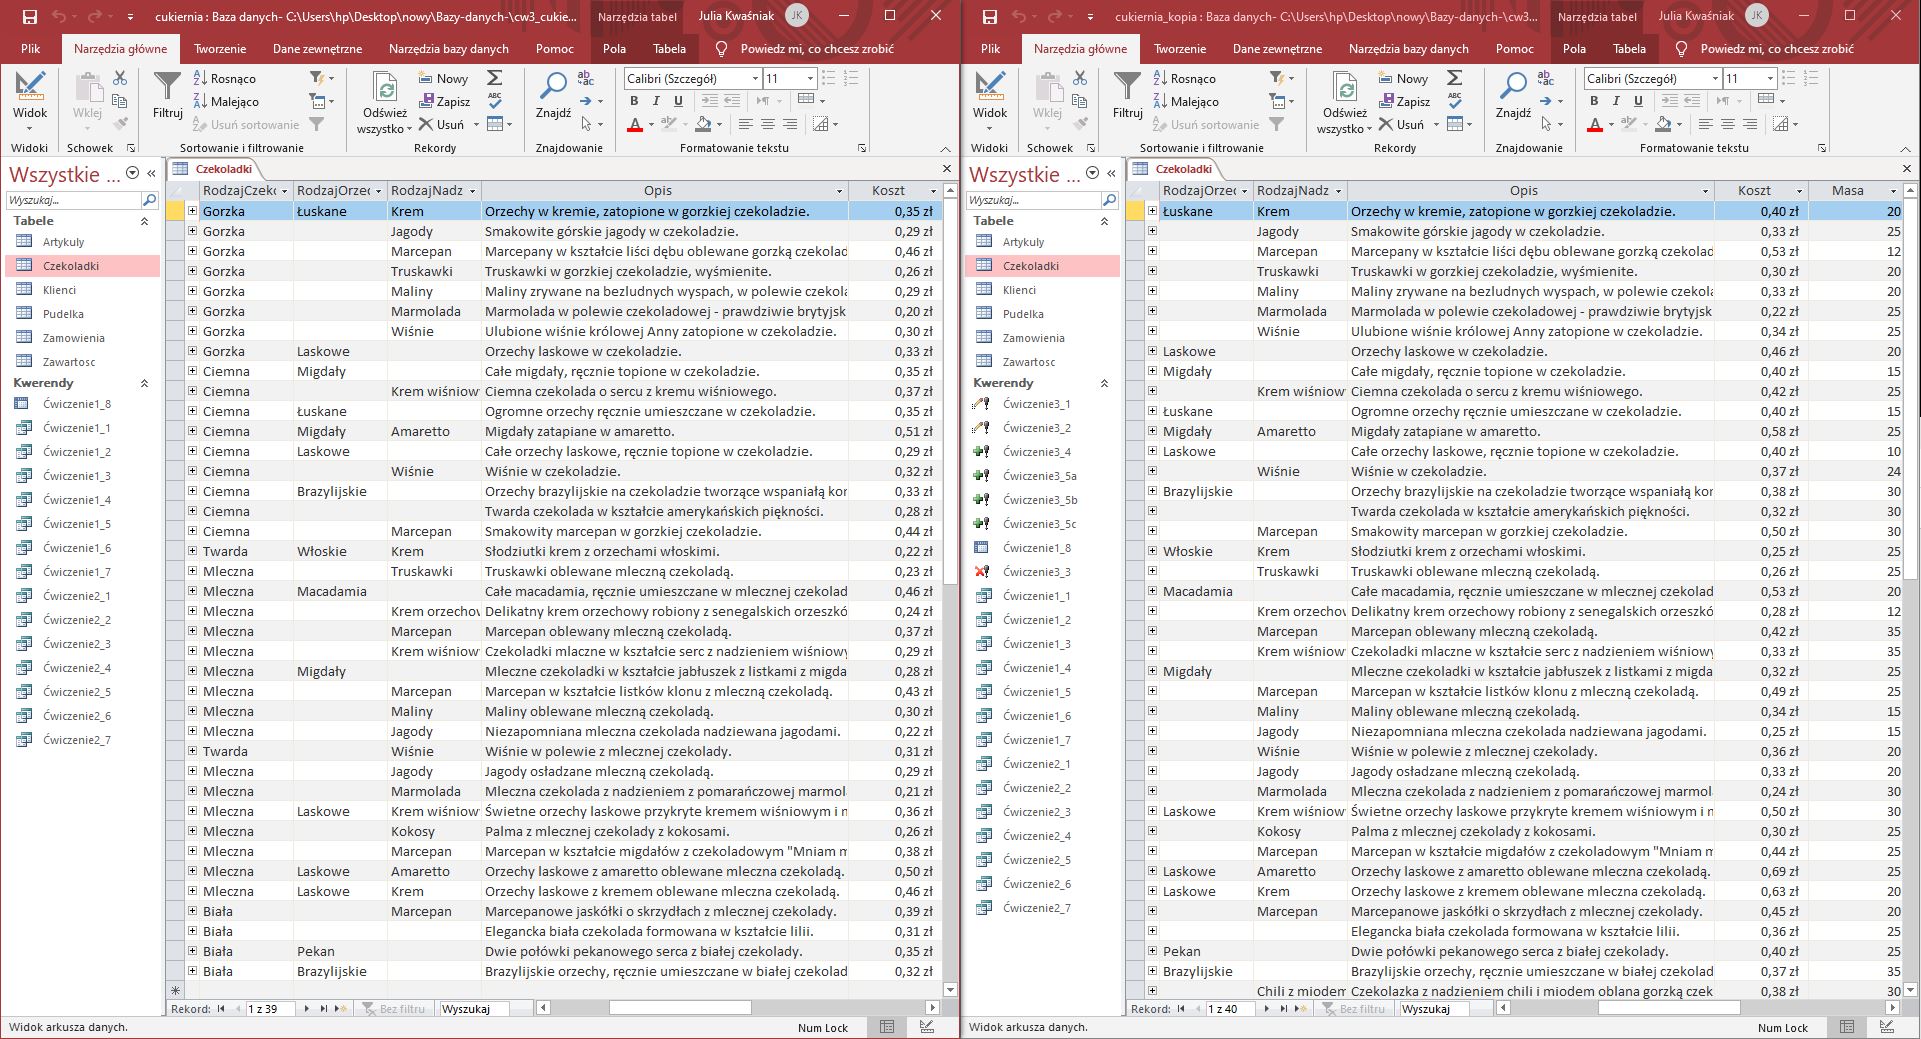 cukiernia : Baza danych- C:\Users\hp\Desktop\nowy\Bazy-danych-\cw3_cukie...
Narzędzia tabel
Julia Kwaśniak
JK
Plik
Narzędzia główne
Tworzenie
Dane zewnętrzne
Narzędzia bazy danych
Pomoc
Pola
Tabela
Powiedz mi, co chcesz zrobić
Widok
Wklej
Filtruj
Rosnąco
Malejąco
Usuń sortowanie
Odśwież wszystko
Nowy
Zapisz
Usuń
Znajdź
Calibri (Szczegół)
11
B I U
Widoki
Schowek
Sortowanie i filtrowanie
Rekordy
Znajdowanie
Formatowanie tekstu
Wszystkie ...
Wyszukaj...
Tabele
Artykuly
Czekoladki
Klienci
Pudelka
Zamowienia
Zawartosc
Kwerendy
Ćwiczenie1_8
Ćwiczenie1_1
Ćwiczenie1_2
Ćwiczenie1_3
Ćwiczenie1_4
Ćwiczenie1_5
Ćwiczenie1_6
Ćwiczenie1_7
Ćwiczenie2_1
Ćwiczenie2_2
Ćwiczenie2_3
Ćwiczenie2_4
Ćwiczenie2_5
Ćwiczenie2_6
Ćwiczenie2_7
Czekoladki
RodzajCzeko RodzajOrzec RodzajNadz Opis Koszt
Gorzka Łuskane Krem Orzechy w kremie, zatopione w gorzkiej czekoladzie. 0,35 zł
Gorzka Jagody Smakowite górskie jagody w czekoladzie. 0,29 zł
Gorzka Marcepan Marcepany w kształcie liści dębu oblewane gorzką czekolad 0,46 zł
Gorzka Truskawki Truskawki w gorzkiej czekoladzie, wyśmienite. 0,26 zł
Gorzka Maliny Maliny zrywane na bezludnych wyspach, w polewie czekola 0,29 zł
Gorzka Marmolada Marmolada w polewie czekoladowej - prawdziwie brytyjsk 0,20 zł
Gorzka Wiśnie Ulubione wiśnie królowej Anny zatopione w czekoladzie. 0,30 zł
Gorzka Laskowe Orzechy laskowe w czekoladzie. 0,33 zł
Ciemna Migdały Całe migdały, ręcznie topione w czekoladzie. 0,35 zł
Ciemna Krem wiśniow Ciemna czekolada o sercu z kremu wiśniowego. 0,37 zł
Ciemna Łuskane Ogromne orzechy ręcznie umieszczane w czekoladzie. 0,35 zł
Ciemna Migdały Amaretto Migdały zatapiane w amaretto. 0,51 zł
Ciemna Laskowe Całe orzechy laskowe, ręcznie topione w czekoladzie. 0,29 zł
Ciemna Wiśnie Wiśnie w czekoladzie. 0,32 zł
Ciemna Brazylijskie Orzechy brazylijskie na czekoladzie tworzące wspaniałą kor 0,33 zł
Ciemna Twarda czekolada w kształcie amerykańskich piękności. 0,28 zł
Ciemna Marcepan Smakowity marcepan w gorzkiej czekoladzie. 0,44 zł
Twarda Włoskie Krem Słodziutki krem z orzechami włoskimi. 0,22 zł
Mleczna Truskawki Truskawki oblewane mleczną czekoladą. 0,23 zł
Mleczna Macadamia Całe macadamia, ręcznie umieszczane w mlecznej czekolad 0,46 zł
Mleczna Krem orzechov Delikatny krem orzechowy robiony z senegalskich orzeszkó 0,24 zł
Mleczna Marcepan Marcepan oblewany mleczną czekoladą. 0,37 zł
Mleczna Krem wiśniow Czekoladki mlaczne w kształcie serc z nadzieniem wiśniowy 0,29 zł
Mleczna Migdały Mleczne czekoladki w kształcie jabłuszek z listkami z migda 0,28 zł
Mleczna Marcepan Marcepan w kształcie listków klonu z mleczną czekoladą. 0,43 zł
Mleczna Maliny Maliny oblewane mleczną czekoladą. 0,30 zł
Mleczna Jagody Niezapomniana mleczna czekolada nadziewana jagodami. 0,22 zł
Twarda Wiśnie Wiśnie w polewie z mlecznej czekolady. 0,31 zł
Mleczna Jagody Jagody osładzane mleczną czekoladą. 0,29 zł
Mleczna Marmolada Mleczna czekolada z nadzieniem z pomarańczowej marmol 0,21 zł
Mleczna Laskowe Krem wiśniow Świetne orzechy laskowe przykryte kremem wiśniowym i n 0,36 zł
Mleczna Kokosy Palma z mlecznej czekolady z kokosami. 0,26 zł
Mleczna Marcepan Marcepan w kształcie migdałów z czekoladowym "Mniam m 0,38 zł
Mleczna Laskowe Amaretto Orzechy laskowe z amaretto oblewane mleczna czekoladą. 0,50 zł
Mleczna Laskowe Krem Orzechy laskowe z kremem oblewane mleczna czekoladą. 0,46 zł
Biała Marcepan Marcepanowe jaskółki o skrzydłach z mlecznej czekolady. 0,39 zł
Biała Elegancka biała czekolada formowana w kształcie lilii. 0,31 zł
Biała Pekan Dwie połówki pekanowego serca z białej czekolady. 0,35 zł
Biała Brazylijskie Brazylijskie orzechy, ręcznie umieszczane w białej czekolad 0,32 zł
Rekord: 1 z 39 Bez filtru Wyszukaj
Widok arkusza danych.
Num Lock
cukiernia_kopia : Baza danych- C:\Users\hp\Desktop\nowy\Bazy-danych-\cw3...
Narzędzia tabel
Julia Kwaśniak
JK
Plik
Narzędzia główne
Tworzenie
Dane zewnętrzne
Narzędzia bazy danych
Pomoc
Pola
Tabela
Powiedz mi, co chcesz zrobić
Widok
Wklej
Filtruj
Rosnąco
Malejąco
Usuń sortowanie
Odśwież wszystko
Nowy
Zapisz
Usuń
Znajdź
Calibri (Szczegół)
11
B I U
Widoki
Schowek
Sortowanie i filtrowanie
Rekordy
Znajdowanie
Formatowanie tekstu
Wszystkie ...
Wyszukaj...
Tabele
Artykuly
Czekoladki
Klienci
Pudelka
Zamowienia
Zawartosc
Kwerendy
Ćwiczenie3_1
Ćwiczenie3_2
Ćwiczenie3_4
Ćwiczenie3_5a
Ćwiczenie3_5b
Ćwiczenie3_5c
Ćwiczenie1_8
Ćwiczenie3_3
Ćwiczenie1_1
Ćwiczenie1_2
Ćwiczenie1_3
Ćwiczenie1_4
Ćwiczenie1_5
Ćwiczenie1_6
Ćwiczenie1_7
Ćwiczenie2_1
Ćwiczenie2_2
Ćwiczenie2_3
Ćwiczenie2_4
Ćwiczenie2_5
Ćwiczenie2_6
Ćwiczenie2_7
Czekoladki
RodzajOrzec RodzajNadz Opis Koszt Masa
Łuskane Krem Orzechy w kremie, zatopione w gorzkiej czekoladzie. 0,40 zł 20
Jagody Smakowite górskie jagody w czekoladzie. 0,33 zł 25
Marcepan Marcepany w kształcie liści dębu oblewane gorzką czekolad 0,53 zł 12
Truskawki Truskawki w gorzkiej czekoladzie, wyśmienite. 0,30 zł 20
Maliny Maliny zrywane na bezludnych wyspach, w polewie czekola 0,33 zł 20
Marmolada Marmolada w polewie czekoladowej - prawdziwie brytyjsk 0,22 zł 25
Wiśnie Ulubione wiśnie królowej Anny zatopione w czekoladzie. 0,34 zł 25
Laskowe Orzechy laskowe w czekoladzie. 0,46 zł 20
Migdały Całe migdały, ręcznie topione w czekoladzie. 0,40 zł 15
Krem wiśniow Ciemna czekolada o sercu z kremu wiśniowego. 0,42 zł 25
Łuskane Ogromne orzechy ręcznie umieszczane w czekoladzie. 0,40 zł 15
Migdały Amaretto Migdały zatapiane w amaretto. 0,58 zł 25
Laskowe Całe orzechy laskowe, ręcznie topione w czekoladzie. 0,40 zł 10
Wiśnie Wiśnie w czekoladzie. 0,37 zł 24
Brazylijskie Orzechy brazylijskie na czekoladzie tworzące wspaniałą kor 0,38 zł 30
Twarda czekolada w kształcie amerykańskich piękności. 0,32 zł 30
Marcepan Smakowity marcepan w gorzkiej czekoladzie. 0,50 zł 30
Włoskie Krem Słodziutki krem z orzechami włoskimi. 0,25 zł 25
Truskawki Truskawki oblewane mleczną czekoladą. 0,26 zł 25
Macadamia Całe macadamia, ręcznie umieszczane w mlecznej czekolad 0,53 zł 20
Krem orzechov Delikatny krem orzechowy robiony z senegalskich orzeszkó 0,28 zł 12
Marcepan Marcepan oblewany mleczną czekoladą. 0,42 zł 35
Krem wiśniow Czekoladki mlaczne w kształcie serc z nadzieniem wiśniowy 0,33 zł 35
Migdały Mleczne czekoladki w kształcie jabłuszek z listkami z migda 0,32 zł 25
Marcepan Marcepan w kształcie listków klonu z mleczną czekoladą. 0,49 zł 25
Maliny Maliny oblewane mleczną czekoladą. 0,34 zł 15
Jagody Niezapomniana mleczna czekolada nadziewana jagodami. 0,25 zł 15
Wiśnie Wiśnie w polewie z mlecznej czekolady. 0,36 zł 20
Jagody Jagody osładzane mleczną czekoladą. 0,33 zł 20
Marmolada Mleczna czekolada z nadzieniem z pomarańczowej marmol 0,24 zł 30
Laskowe Krem wiśniow Świetne orzechy laskowe przykryte kremem wiśniowym i n 0,50 zł 30
Kokosy Palma z mlecznej czekolady z kokosami. 0,30 zł 25
Marcepan Marcepan w kształcie migdałów z czekoladowym "Mniam m 0,44 zł 25
Laskowe Amaretto Orzechy laskowe z amaretto oblewane mleczna czekoladą. 0,69 zł 25
Laskowe Krem Orzechy laskowe z kremem oblewane mleczna czekoladą. 0,63 zł 20
Marcepan Marcepanowe jaskółki o skrzydłach z mlecznej czekolady. 0,45 zł 20
Elegancka biała czekolada formowana w kształcie lilii. 0,36 zł 25
Pekan Dwie połówki pekanowego serca z białej czekolady. 0,40 zł 25
Brazylijskie Brazylijskie orzechy, ręcznie umieszczane w białej czekolad 0,37 zł 35
Chili z miodem Czekolazka z nadzieniem chili i miodem oblana gorzką czek 0,38 zł 30
Rekord: 1 z 40 Bez filtru Wyszukaj
Widok arkusza danych.
Num Lock